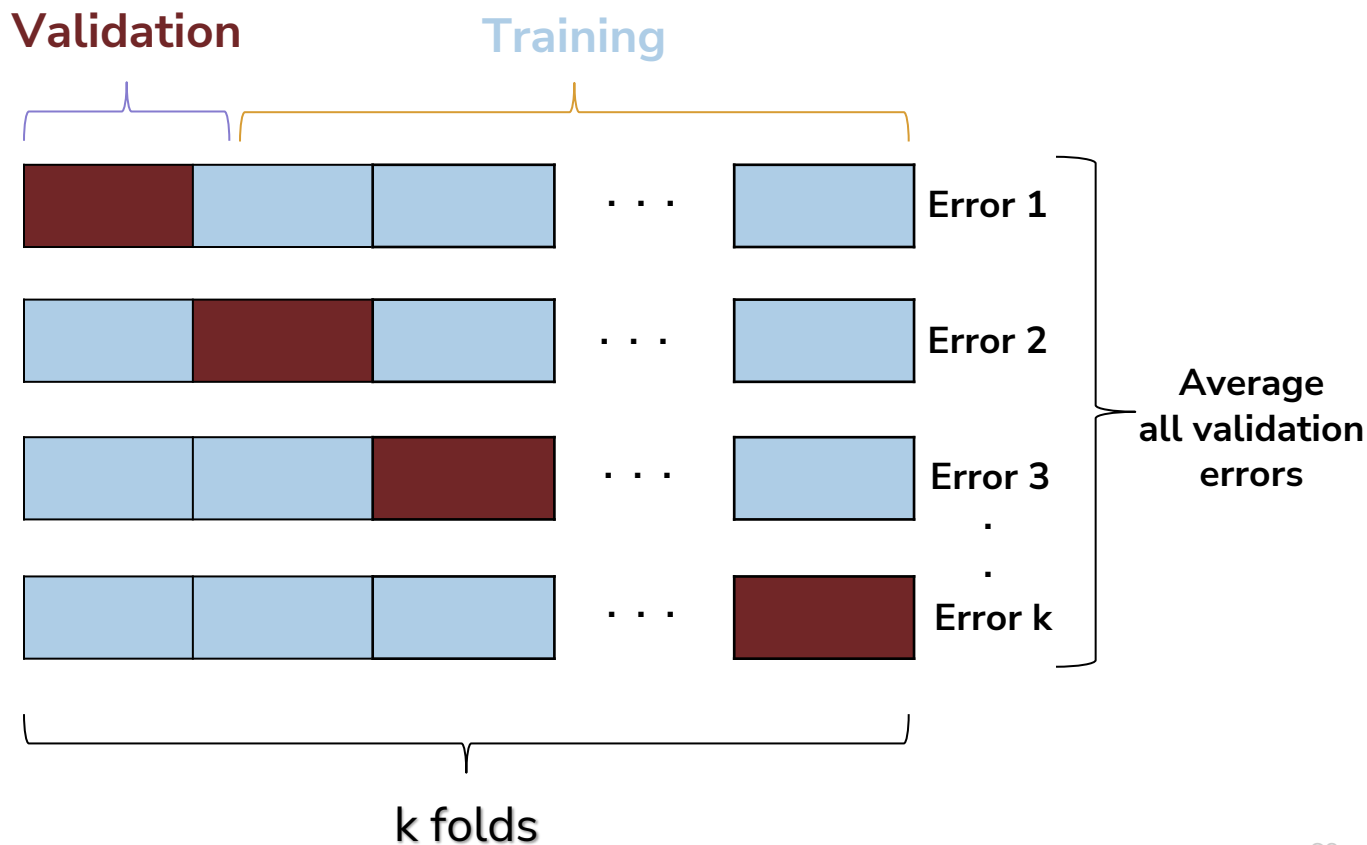 Validation
Training
. . .
Error 1
. . .
Error 2
Average
all validation
errors
. . .
Error 3
.
.
. . .
Error k
k folds